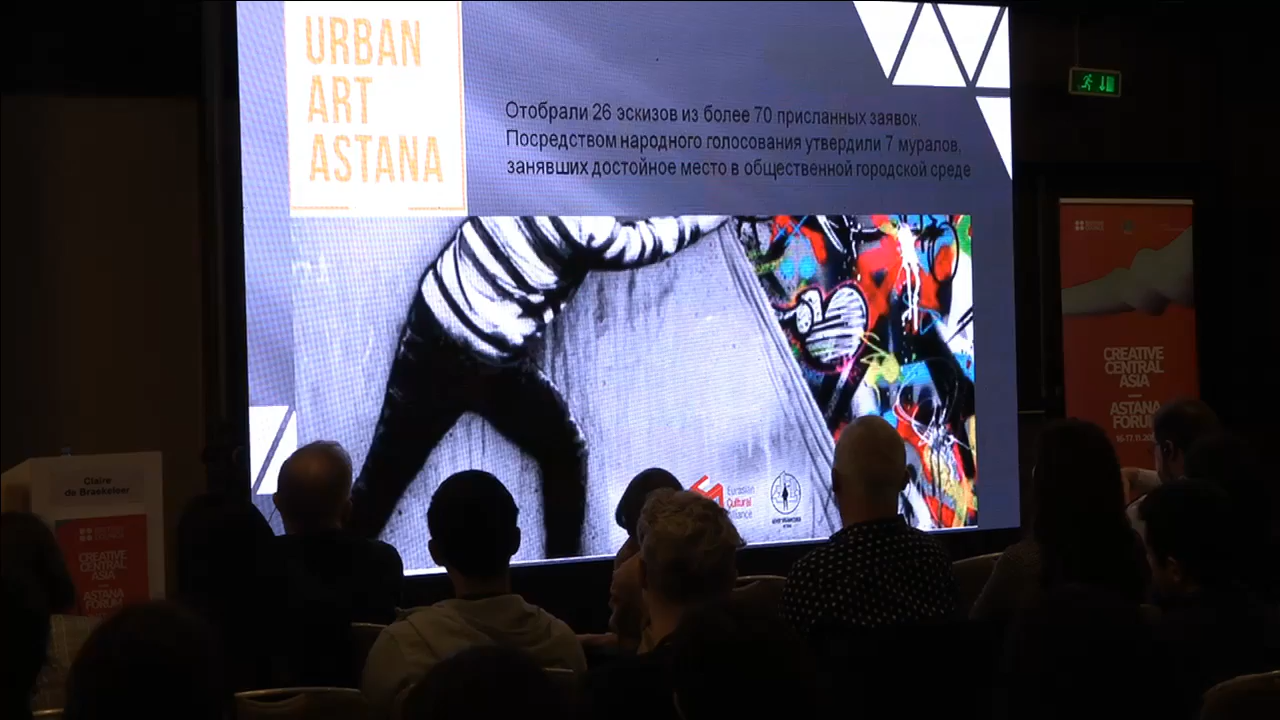 URBAN
ART
ASTANA
Отобрали 26 эскизов из более 70 присланных заявок.
Посредством народного голосования утвердили 7 муралов,
занявших достойное место в общественной городской среде
Eurasian
Cultural
Alliance
CREATIVE
CENTRAL
ASIA
ASTANA
FORUM
Claire
de Braekeleer
CREATIVE
CENTRAL
ASIA
ASTANA
FORUM